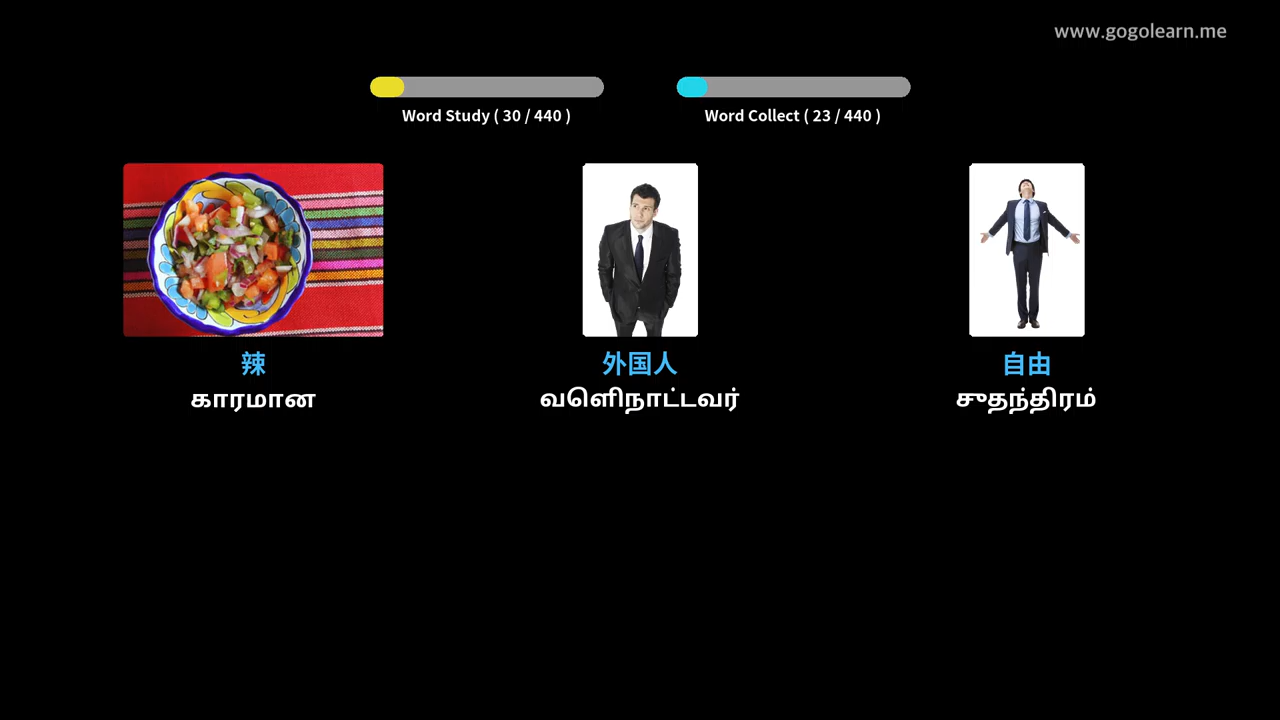 www.gogolearn.me
Word Study ( 30 / 440 )
Word Collect ( 23 / 440 )
辣
外国人
自由
காரமான
வெளிநாட்டவர்
சுதந்திரம்